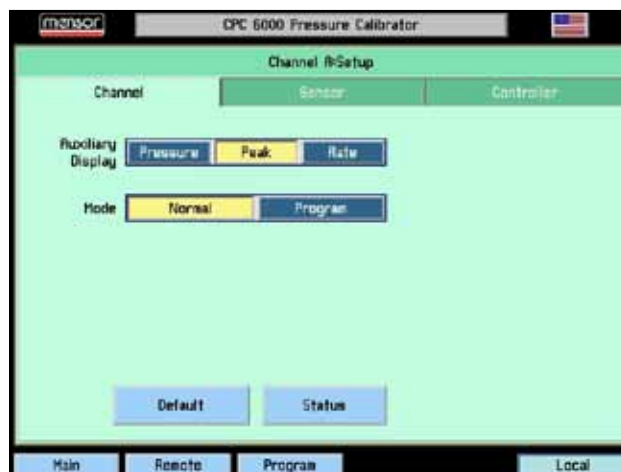 mensor
CPC 6000 Pressure Calibrator
Channel A:Setup
Channel Sensor Controller
Auxiliary Display Pressure Peak Rate
Mode Normal Program
Default Status
Main Remote Program Local